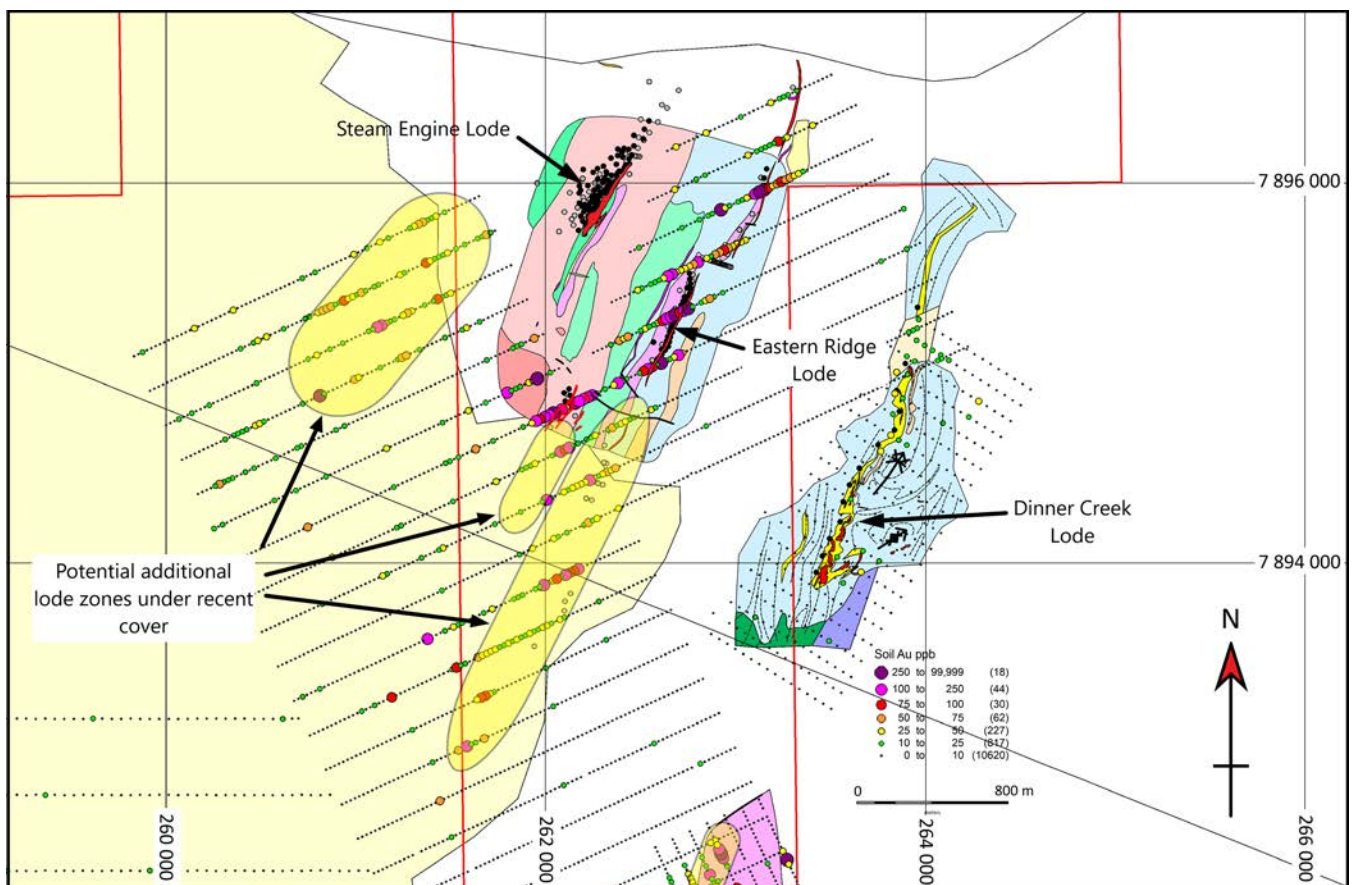 Steam Engine Lode
7 896 000
Eastern Ridge
Lode
Dinner Creek
Lode
7 894 000
Potential additional
lode zones under recent
cover
N
Soil Au ppb
250 to 99,999 (18)
100 to 250 (44)
75 to 100 (30)
50 to 75 (62)
25 to 50 (227)
10 to 25 (617)
0 to 10 (10620)
0 800 m
260 000
262 000
264 000
266 000